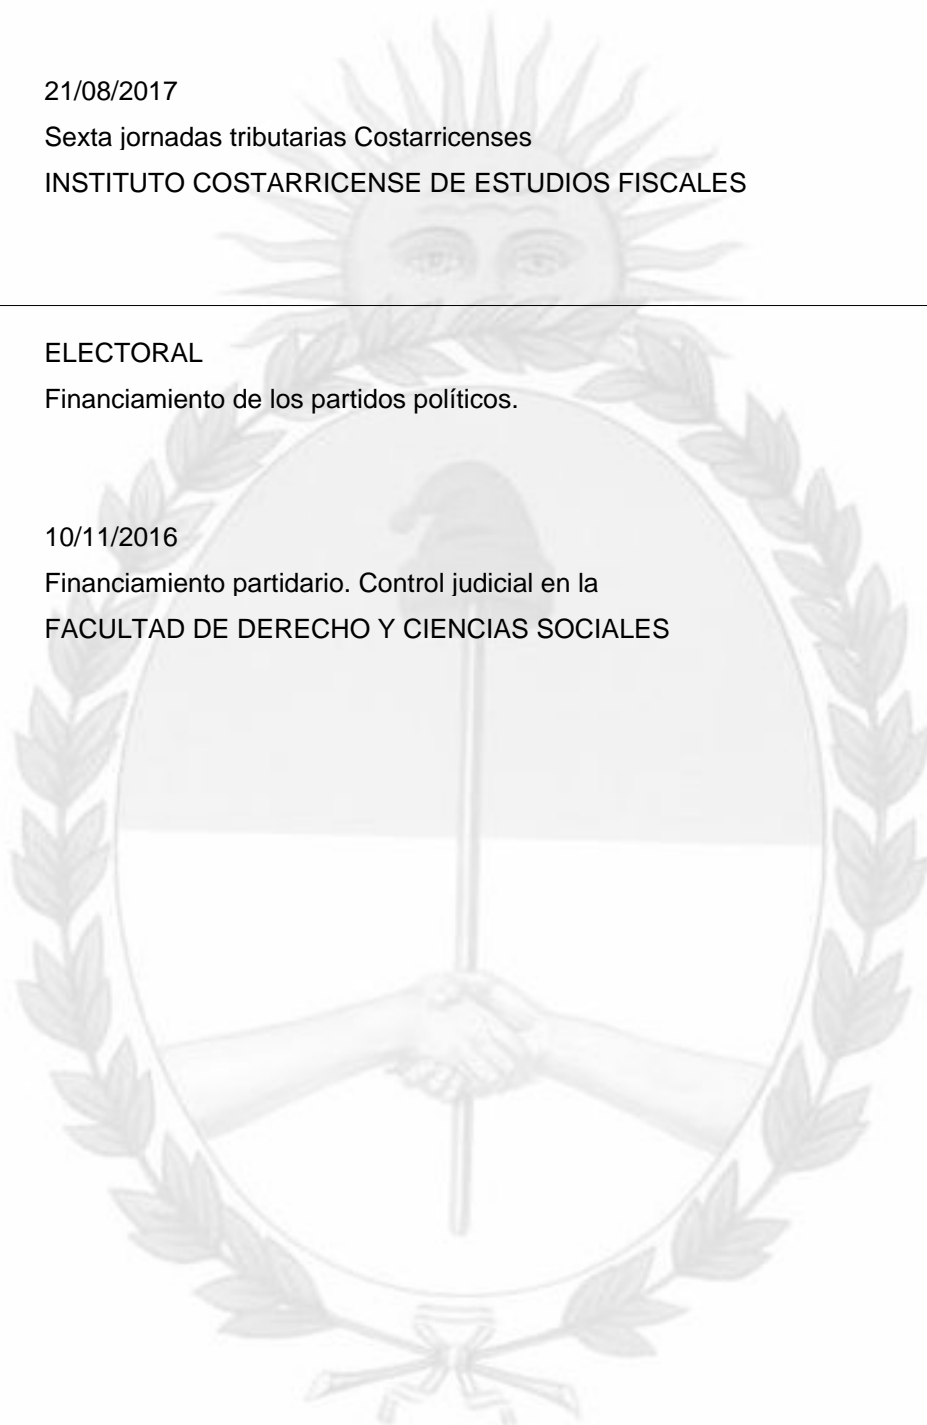 21/08/2017
Sexta jornadas tributarias Costarricenses
INSTITUTO COSTARRICENSE DE ESTUDIOS FISCALES
ELECTORAL
Financiamiento de los partidos políticos.
10/11/2016
Financiamiento partidario. Control judicial en la
FACULTAD DE DERECHO Y CIENCIAS SOCIALES